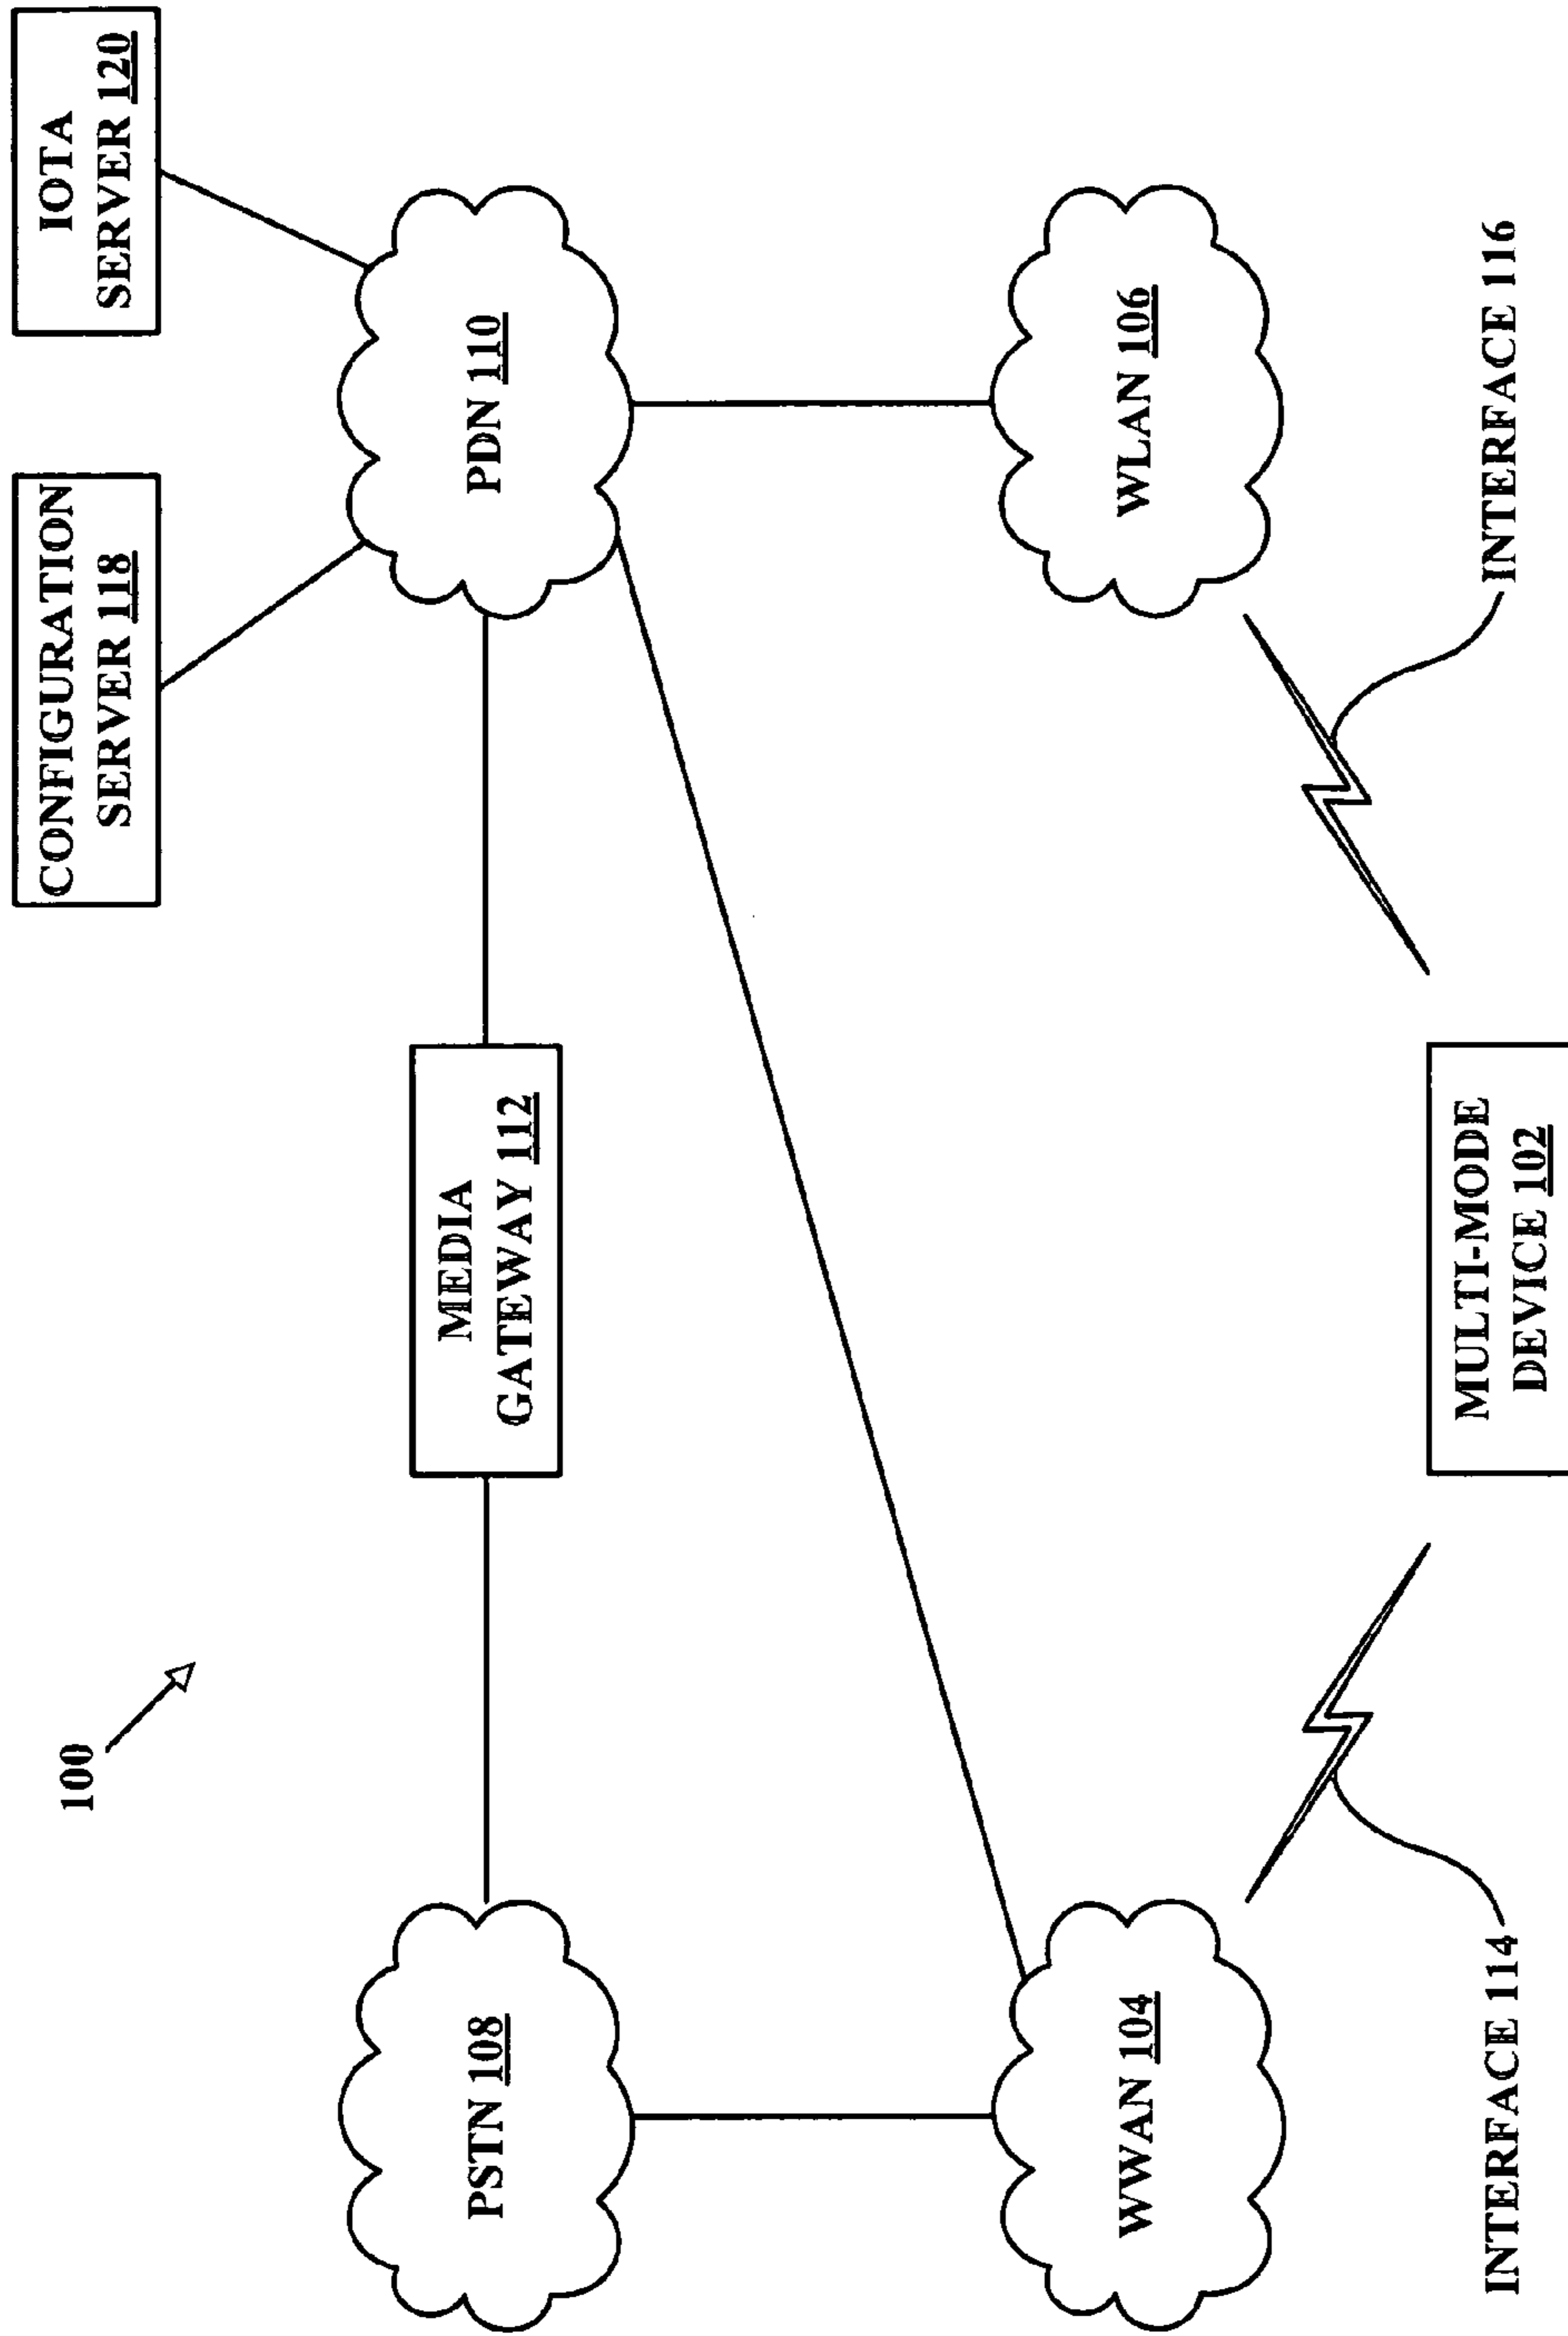 100
CONFIGURATION
SERVER 118
IOTA
SERVER 120
PSTN 108
MEDIA
GATEWAY 112
PDN 110
WWAN 104
WLAN 106
INTERFACE 114
MULTI-MODE
DEVICE 102
INTERFACE 116